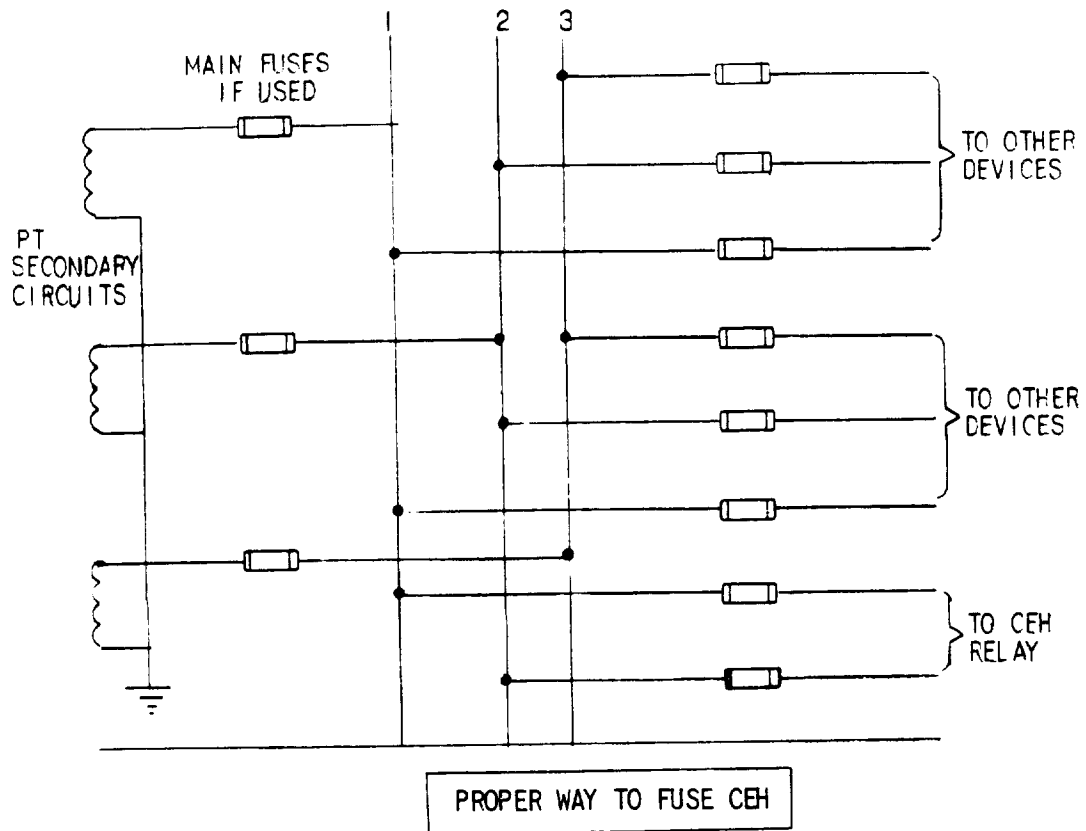 1
2
3
MAIN FUSES
IF USED
TO OTHER
DEVICES
PT
SECONDARY
CIRCUITS
TO OTHER
DEVICES
TO CEH
RELAY
PROPER WAY TO FUSE CEH